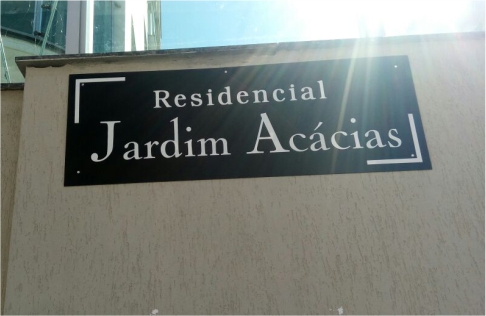 Residencial
Jardim Acácias